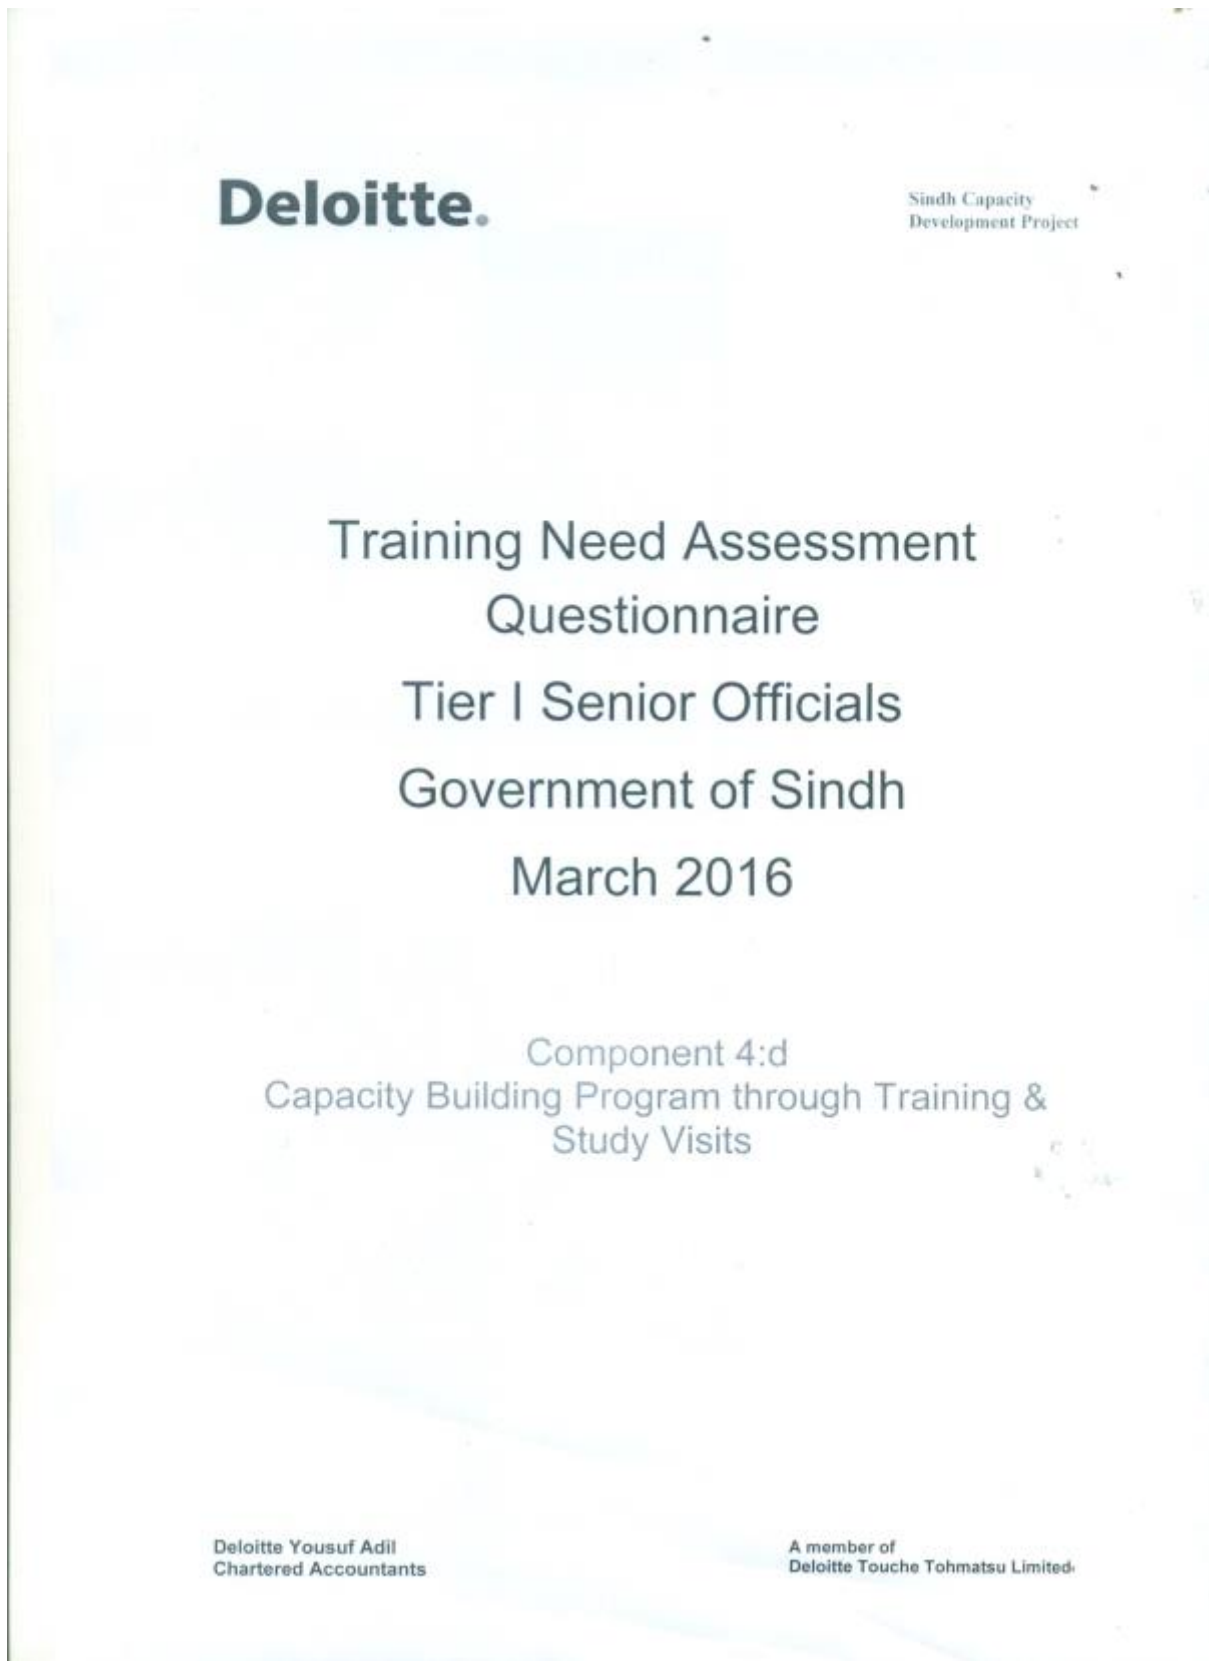 Deloitte.
Sindh Capacity
Development Project
Training Need Assessment
Questionnaire
Tier I Senior Officials
Government of Sindh
March 2016
Component 4:d
Capacity Building Program through Training &
Study Visits
Deloitte Yousuf Adil
Chartered Accountants
A member of
Deloitte Touche Tohmatsu Limited